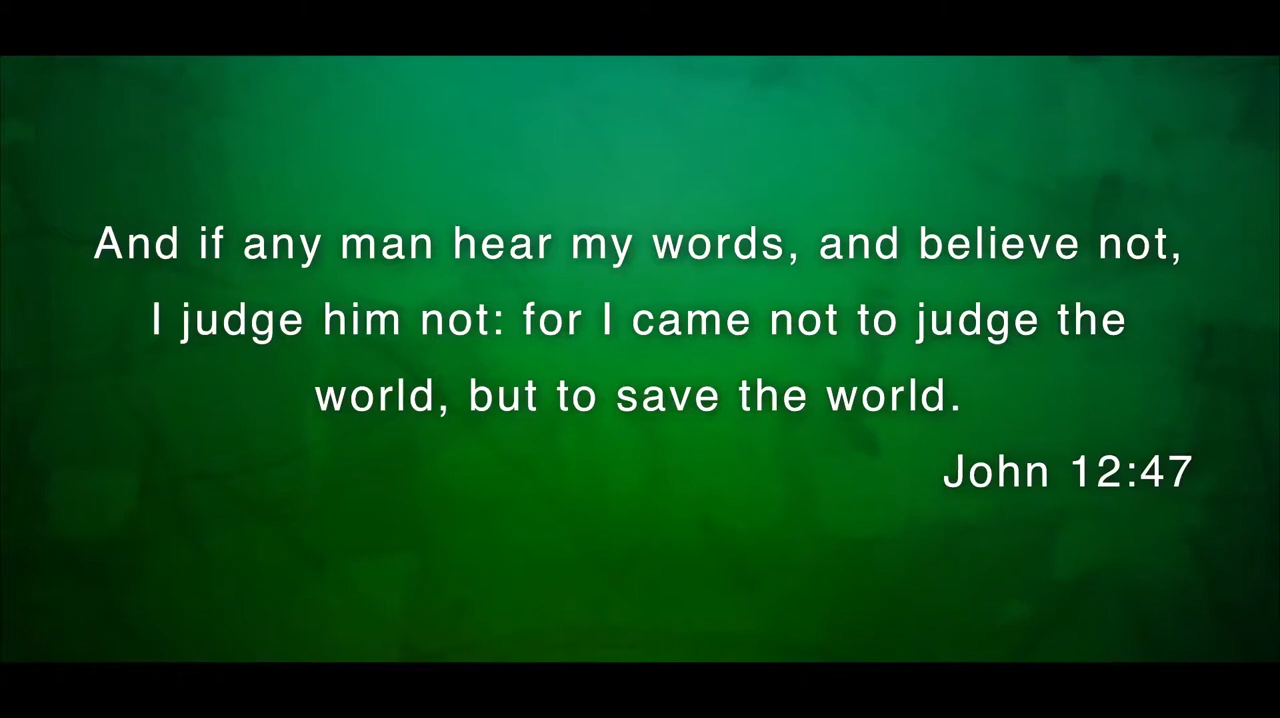 And if any man hear my words, and believe not,
I judge him not: for I came not to judge the
world, but to save the world.
John 12:47